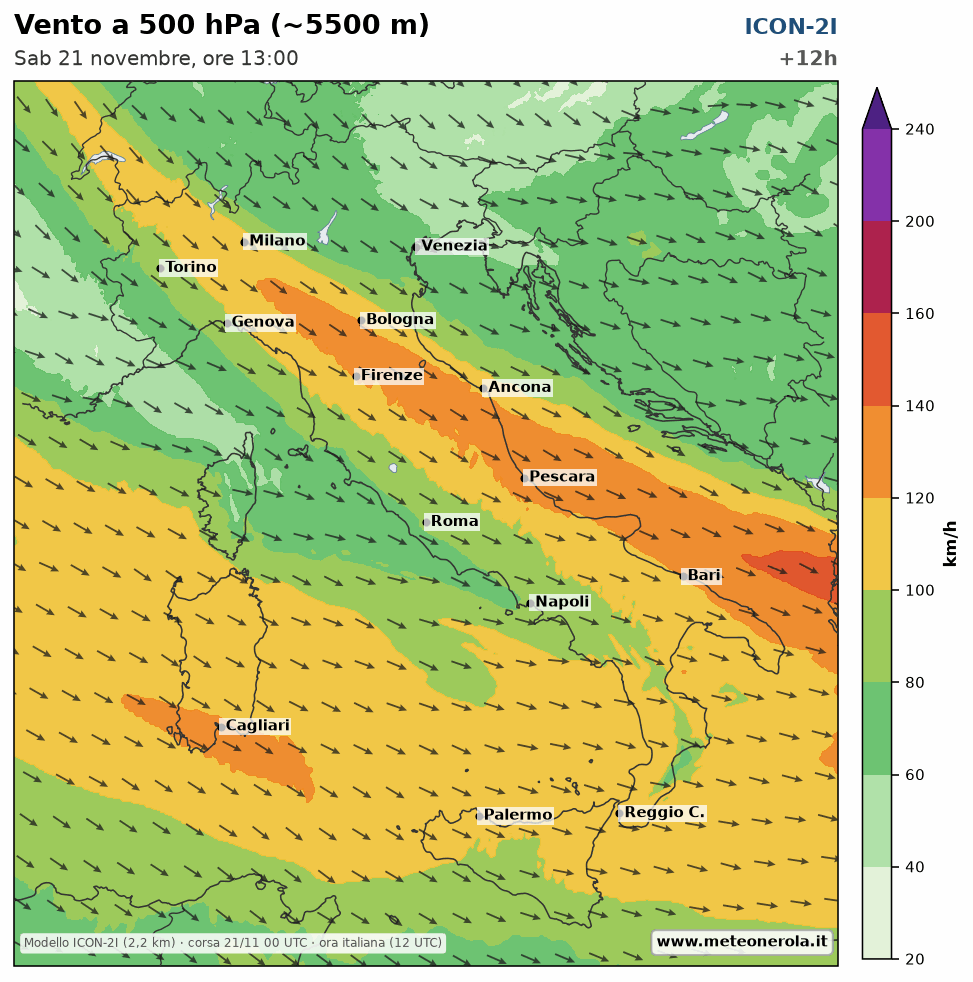 Vento a 500 hPa (~5500 m)
ICON-2I
Sab 21 novembre, ore 13:00
+12h
240
200
160
140
120
100
80
60
40
20
km/h
Milano
Venezia
Torino
Genova
Bologna
Firenze
Ancona
Pescara
Roma
Bari
Napoli
Cagliari
Palermo
Reggio C.
Modello ICON-2I (2,2 km) · corsa 21/11 00 UTC · ora italiana (12 UTC)
www.meteonerola.it